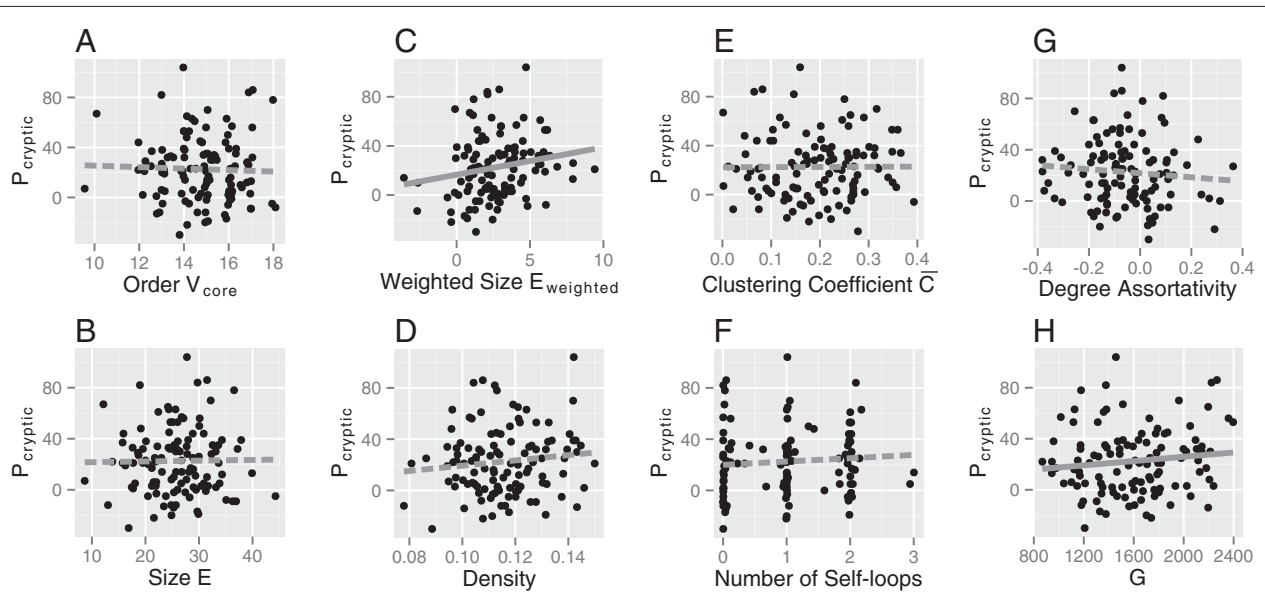 A
C
E
G
P cryptic
80
40
0
10
12
14
16
18
Order V core
P cryptic
80
40
0
0
5
10
Weighted Size E weighted
P cryptic
80
40
0
0.0
0.1
0.2
0.3
0.4
Clustering Coefficient C̅
P cryptic
80
40
0
-0.4
-0.2
0.0
0.2
0.4
Degree Assortativity
B
D
F
H
P cryptic
80
40
0
10
20
30
40
Size E
P cryptic
80
40
0
0.08
0.10
0.12
0.14
Density
P cryptic
80
40
0
0
1
2
3
Number of Self-loops
P cryptic
80
40
0
800
1200
1600
2000
2400
G